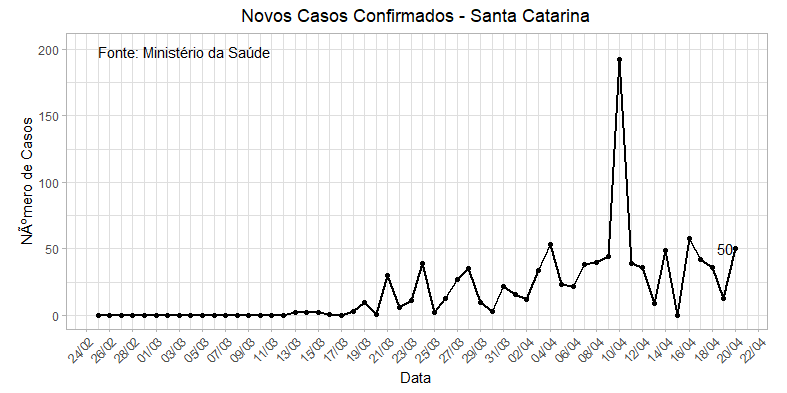 Novos Casos Confirmados - Santa Catarina
Fonte: Ministério da Saúde
NÃºmero de Casos
200
150
100
50
0
50
24/02 26/02 28/02 01/03 03/03 05/03 07/03 09/03 11/03 13/03 15/03 17/03 19/03 21/03 23/03 25/03 27/03 29/03 31/03 02/04 04/04 06/04 08/04 10/04 12/04 14/04 16/04 18/04 20/04 22/04
Data